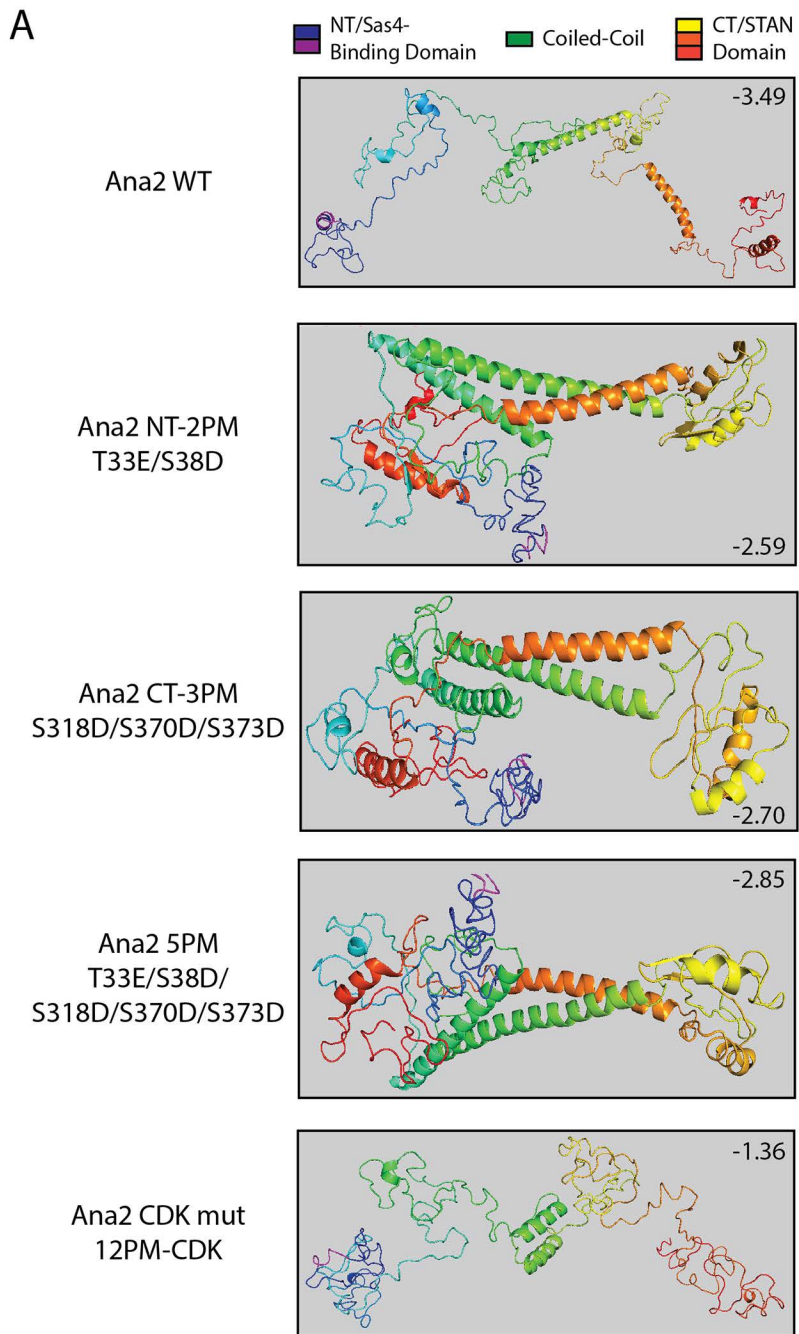 A
NT/Sas4-
Binding Domain
Coiled-Coil
CT/STAN
Domain
Ana2 WT
-3.49
Ana2 NT-2PM
T33E/S38D
-2.59
Ana2 CT-3PM
S318D/S370D/S373D
-2.70
Ana2 5PM
T33E/S38D/
S318D/S370D/S373D
-2.85
Ana2 CDK mut
12PM-CDK
-1.36